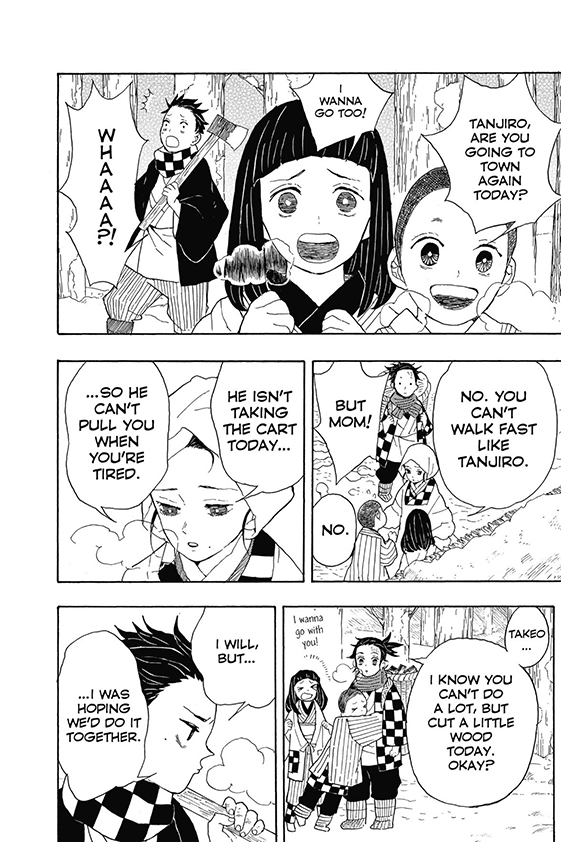 TANJIRO,
ARE YOU
GOING TO
TOWN
AGAIN
TODAY?
I
WANNA
GO TOO!
WHAAAA?!
NO. YOU
CAN'T
WALK FAST
LIKE
TANJIRO.
BUT
MOM!
NO.
HE ISN'T
TAKING
THE CART
TODAY...
...SO HE
CAN'T
PULL YOU
WHEN
YOU'RE
TIRED.
TAKEO
...
I KNOW YOU
CAN'T DO
A LOT, BUT
CUT A LITTLE
WOOD
TODAY.
OKAY?
I wanna
go with
you!
I WILL,
BUT...
...I WAS
HOPING
WE'D DO IT
TOGETHER.